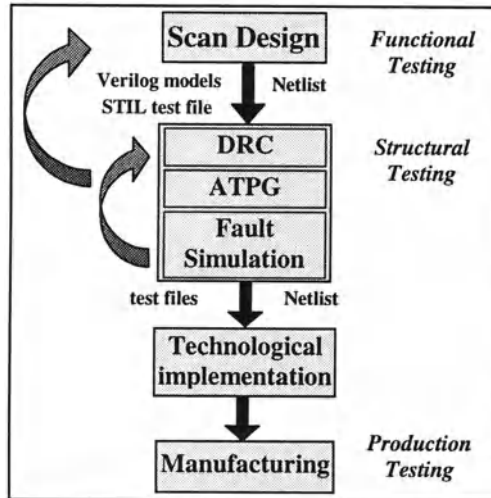 Scan Design
Functional
Testing
Verilog models
Netlist
STIL test file
DRC
Structural
Testing
ATPG
Fault
Simulation
test files
Netlist
Technological
implementation
Production
Testing
Manufacturing